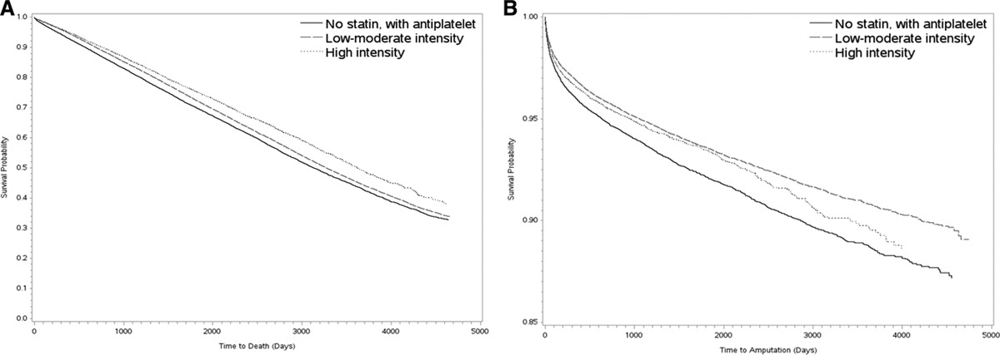 A
No statin, with antiplatelet
Low-moderate intensity
High intensity
Survival Probability
1.0
0.9
0.8
0.7
0.6
0.5
0.4
0.3
0.2
0.1
0.0
0 1000 2000 3000 4000 5000
Time to Death (Days)
B
No statin, with antiplatelet
Low-moderate intensity
High intensity
Survival Probability
1.00
0.95
0.90
0.85
0 1000 2000 3000 4000 5000
Time to Amputation (Days)